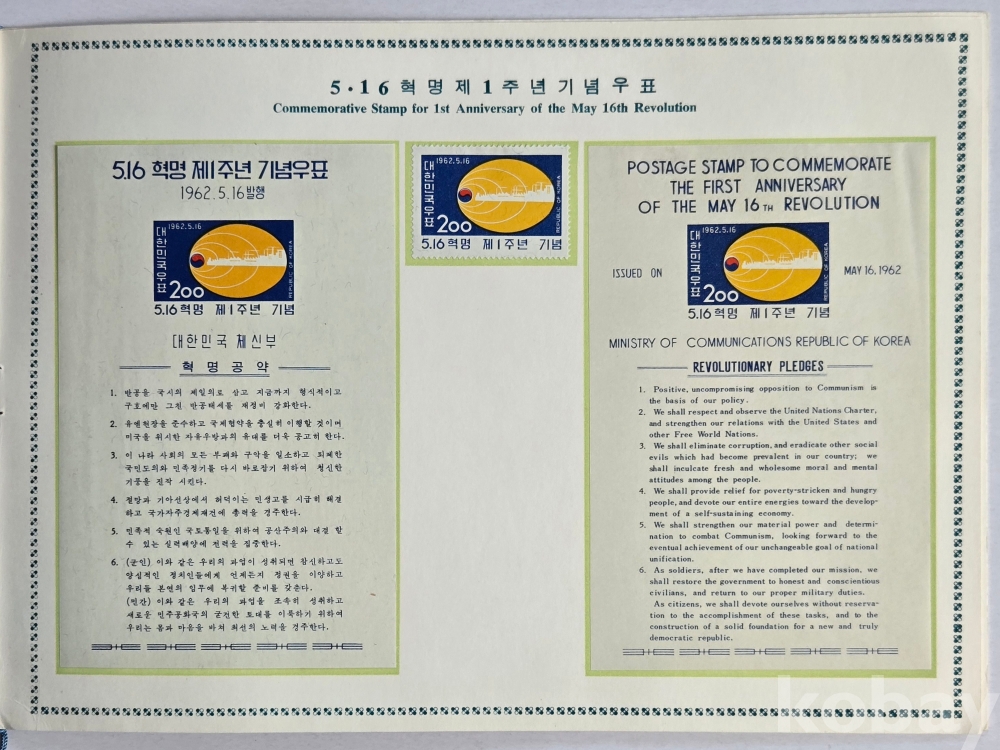 5·16혁명제1주년기념우표
Commemorative Stamp for 1st Anniversary of the May 16th Revolution
5.16 혁명 제1주년 기념우표
1962.5.16발행
1962.5.16
대한민국우표
REPUBLIC OF KOREA
200
5.16혁명 제1주년 기념
대한민국 체신부
혁명공약
1. 반공을 국시의 제일의로 삼고 지금까지 형식적이고
구호에만 그친 반공태세를 재정비 강화한다.
2. 유엔헌장을 준수하고 국제협약을 충실히 이행할 것이며
미국을 위시한 자유우방과의 유대를 더욱 공고히 한다.
3. 이 나라 사회의 모든 부패와 구악을 일소하고 퇴폐한
국민도의와 민족정기를 다시 바로잡기 위하여 청신한
기풍을 진작 시킨다.
4. 절망과 기아선상에서 허덕이는 민생고를 시급히 해결
하고 국가자주경제재건에 총력을 경주한다.
5. 민족적 숙원인 국토통일을 위하여 공산주의와 대결 할
수 있는 실력배양에 전력을 집중한다.
6. (군인) 이와 같은 우리의 과업이 성취되면 참신하고도
양심적인 정치인들에게 언제든지 정권을 이양하고
우리들 본연의 임무에 복귀할 준비를 갖춘다.
(민간) 이와 같은 우리의 과업을 조속히 성취하고
새로운 민주공화국의 굳건한 토대를 이룩하기 위하여
우리는 몸과 마음을 바쳐 최선의 노력을 경주한다.
1962.5.16
대한민국우표
REPUBLIC OF KOREA
200
5.16혁명 제1주년 기념
POSTAGE STAMP TO COMMEMORATE
THE FIRST ANNIVERSARY
OF THE MAY 16TH REVOLUTION
1962.5.16
대한민국우표
REPUBLIC OF KOREA
200
ISSUED ON MAY 16, 1962
5.16혁명 제1주년 기념
MINISTRY OF COMMUNICATIONS REPUBLIC OF KOREA
REVOLUTIONARY PLEDGES
1. Positive, uncompromising opposition to Communism is
the basis of our policy.
2. We shall respect and observe the United Nations Charter,
and strengthen our relations with the United States and
other Free World Nations.
3. We shall eliminate corruption, and eradicate other social
evils which had become prevalent in our country; we
shall inculcate fresh and wholesome moral and mental
attitudes among the people.
4. We shall provide relief for poverty-stricken and hungry
people, and devote our entire energies toward the develop-
ment of a self-sustaining economy.
5. We shall strengthen our material power and determi-
nation to combat Communism, looking forward to the
eventual achievement of our unchangeable goal of national
unification.
6. As soldiers, after we have completed our mission, we
shall restore the government to honest and conscientious
civilians, and return to our proper military duties.
As citizens, we shall devote ourselves without reserva-
tion to the accomplishment of these tasks, and to the
construction of a solid foundation for a new and truly
democratic republic.
kobay